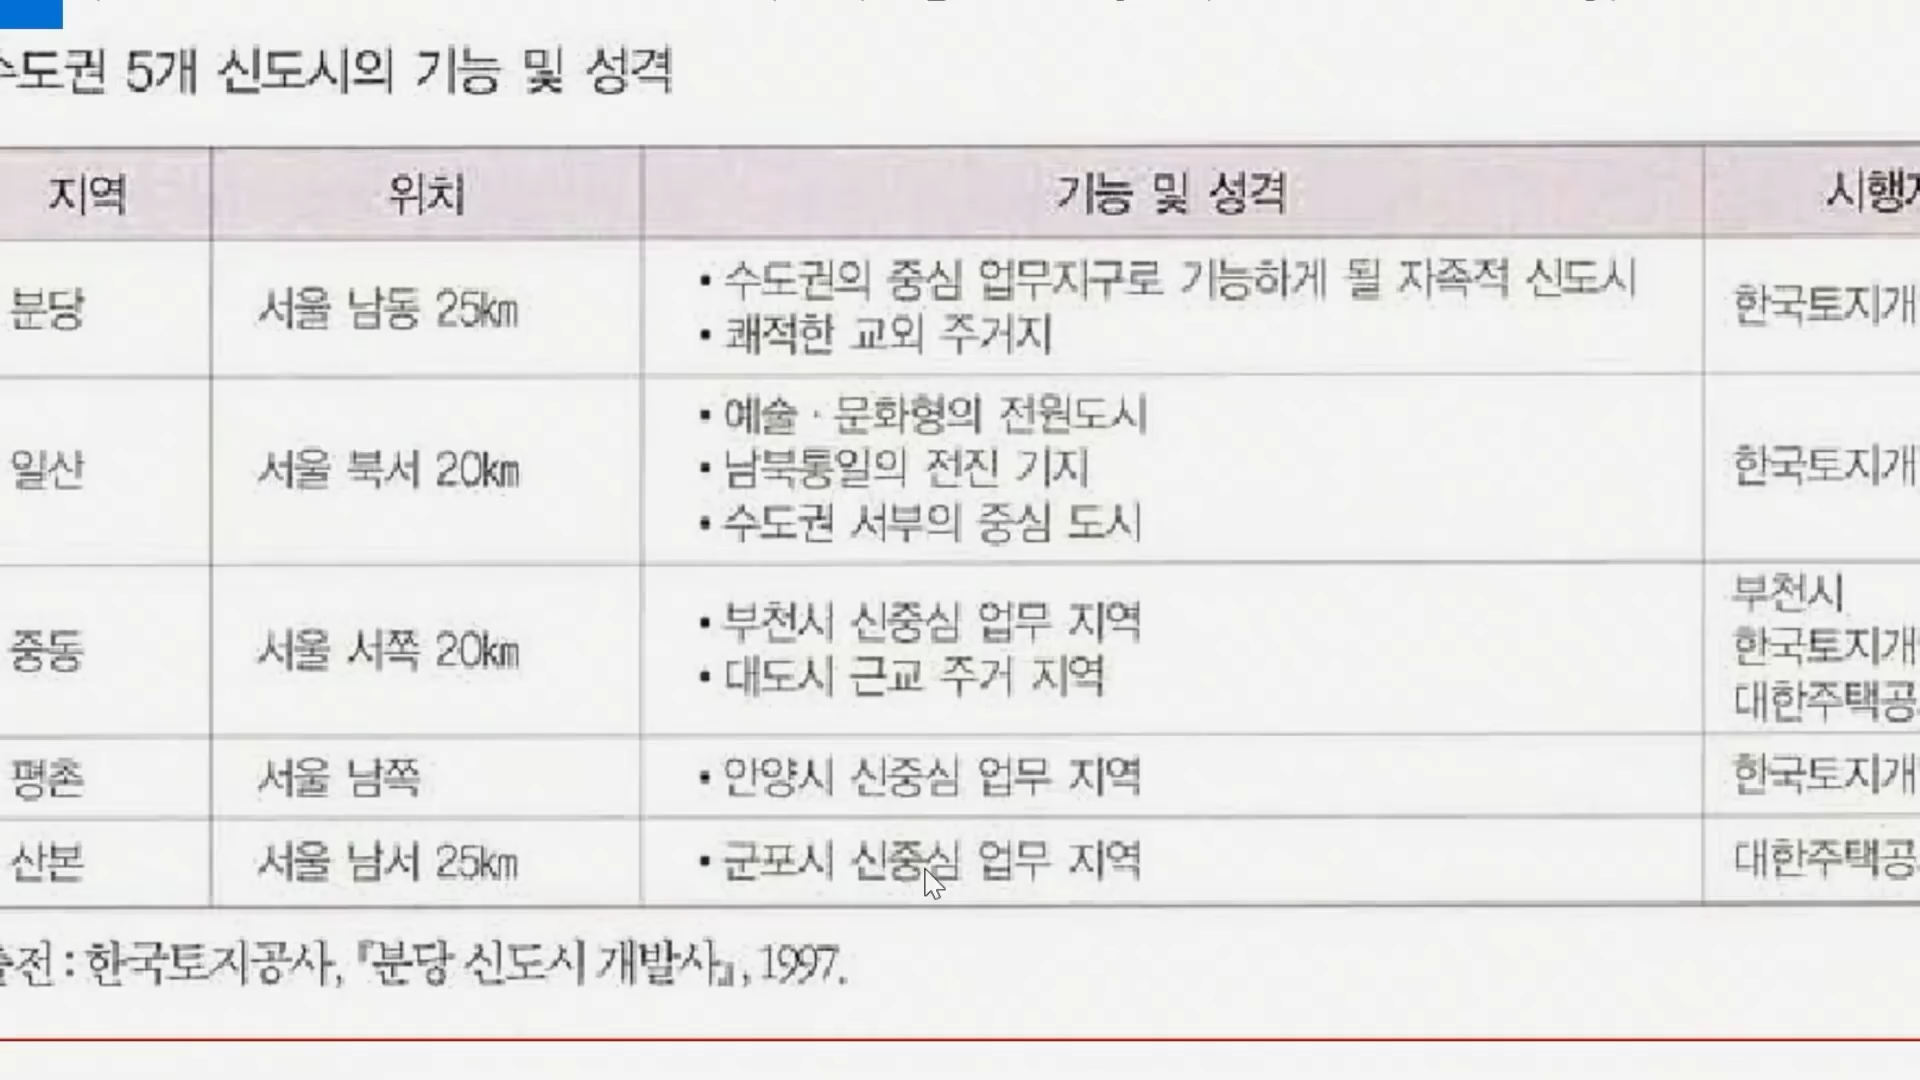 수도권 5개 신도시의 기능 및 성격
지역 위치 기능 및 성격
분당 서울 남동 25km
• 수도권의 중심 업무지구로 기능하게 될 자족적 신도시
• 쾌적한 교외 주거지
한국토지개
일산 서울 북서 20km
• 예술·문화형의 전원도시
• 남북통일의 전진 기지
• 수도권 서부의 중심 도시
한국토지개
중동 서울 서쪽 20km
• 부천시 신중심 업무 지역
• 대도시 근교 주거 지역
부천시
한국토지개
대한주택공
평촌 서울 남쪽 • 안양시 신중심 업무 지역 한국토지개
산본 서울 남서 25km • 군포시 신중심 업무 지역 대한주택공
출전 : 한국토지공사, 『분당 신도시 개발사』, 1997.